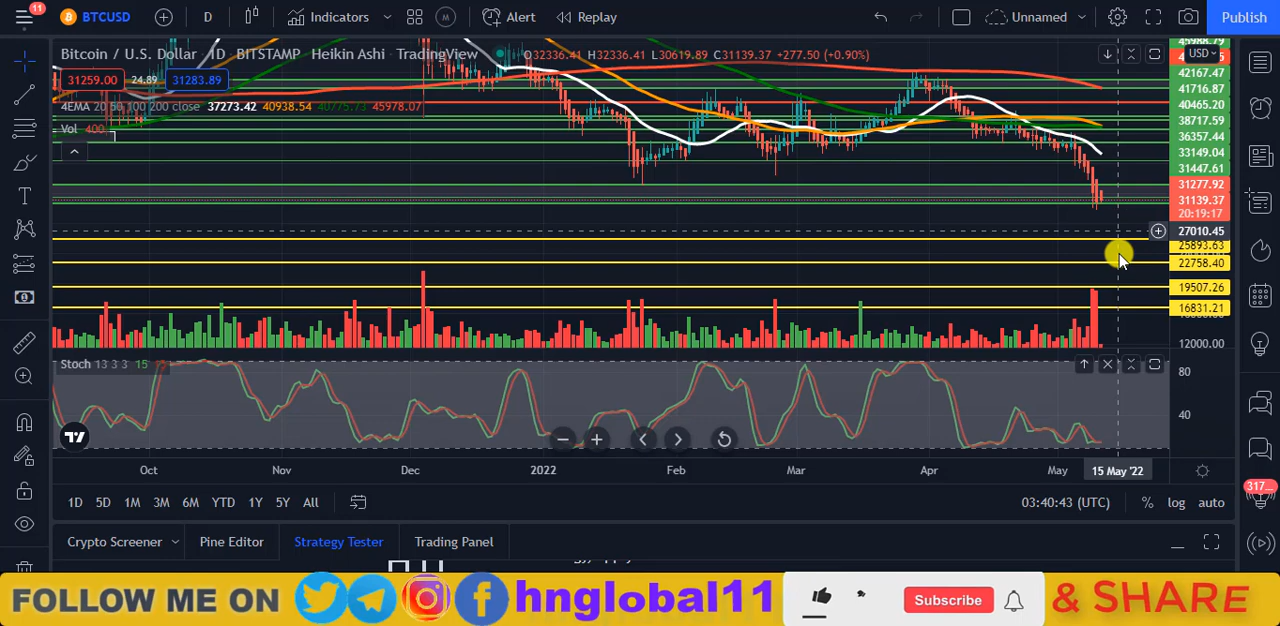 11
BTCUSD
D
Indicators
M
Alert
Replay
Unnamed
Publish
Bitcoin / U.S. Dollar · 1D · BITSTAMP · Heikin Ashi · TradingView
O32336.41 H32336.41 L30619.89 C31139.37 +277.50 (+0.90%)
USD
31259.00 24.89 31283.89
4EMA 20 50 100 200 close 37273.42 40938.54 40775.73 45978.07
Vol 400
45988.79
42167.47
41716.87
40465.20
38717.59
36357.44
33149.04
31447.61
31277.92
31139.37
20:19:17
27010.45
25893.63
22758.40
19507.26
16831.21
12000.00
Stoch 13 3 3 15
80
40
Oct Nov Dec 2022 Feb Mar Apr May 15 May '22
1D 5D 1M 3M 6M YTD 1Y 5Y All
03:40:43 (UTC) % log auto
317...
Crypto Screener
Pine Editor
Strategy Tester
Trading Panel
FOLLOW ME ON hnglobal11 Subscribe & SHARE